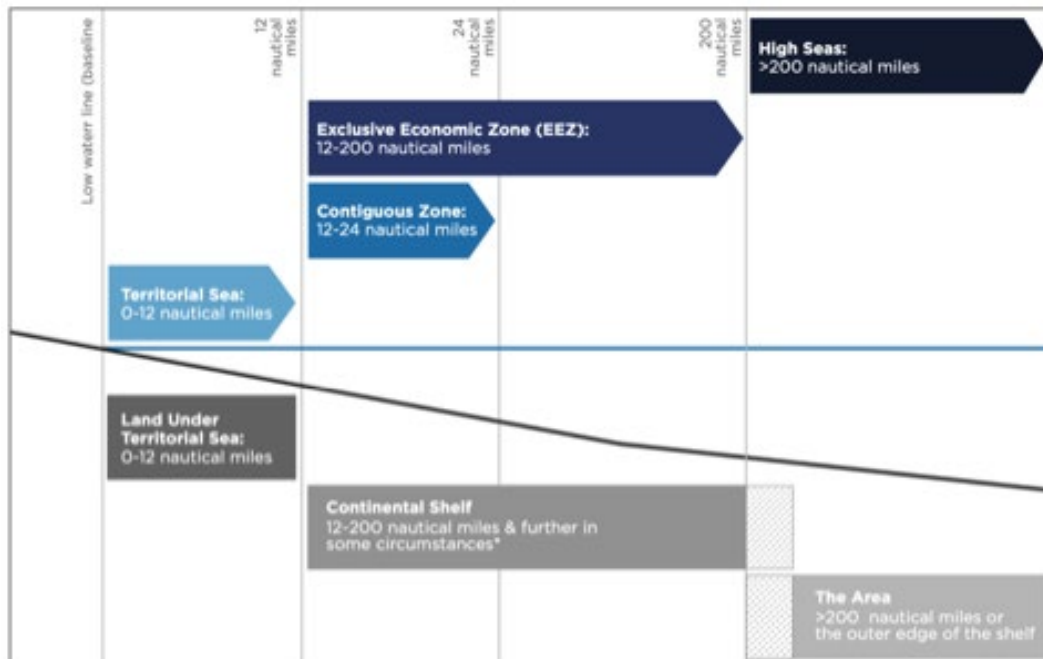 Low waterr line (baseline
12
nautical
miles
24
nautical
miles
200
nautical
miles
High Seas:
>200 nautical miles
Exclusive Economic Zone (EEZ):
12-200 nautical miles
Contiguous Zone:
12-24 nautical miles
Territorial Sea:
0-12 nautical miles
Land Under
Territorial Sea:
0-12 nautical miles
Continental Shelf
12-200 nautical miles & further in
some circumstances*
The Area
>200 nautical miles or
the outer edge of the shelf